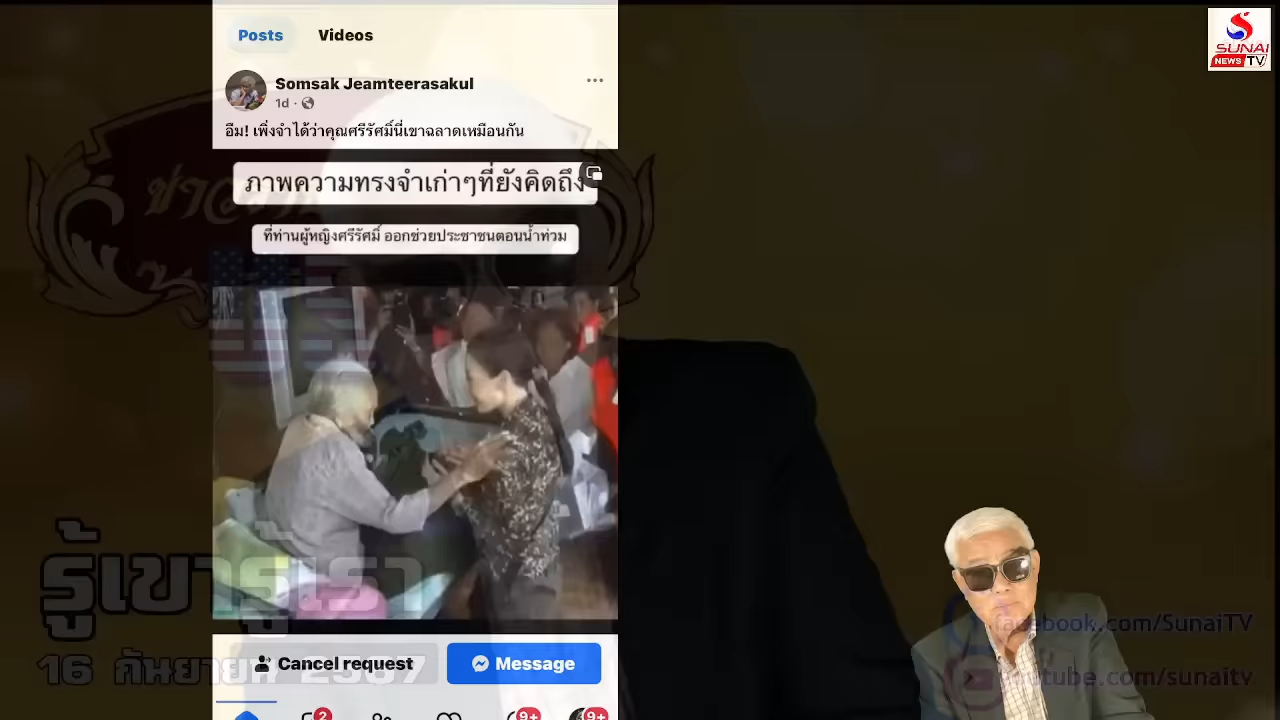 Posts Videos
SUNAI
NEWS TV
Somsak Jeamteerasakul
1d
อืม! เพิ่งจำได้ว่าคุณศรีรัศมิ์นี่เขาฉลาดเหมือนกัน
ภาพความทรงจำเก่าๆที่ยังคิดถึง
ที่ท่านผู้หญิงศรีรัศมิ์ ออกช่วยประชาชนตอนน้ำท่วม
รู้เขารู้เรา
16 กันยายน 2567
facebook.com/SunaiTV
youtube.com/sunaitv
Cancel request
Message
2
9+
9+